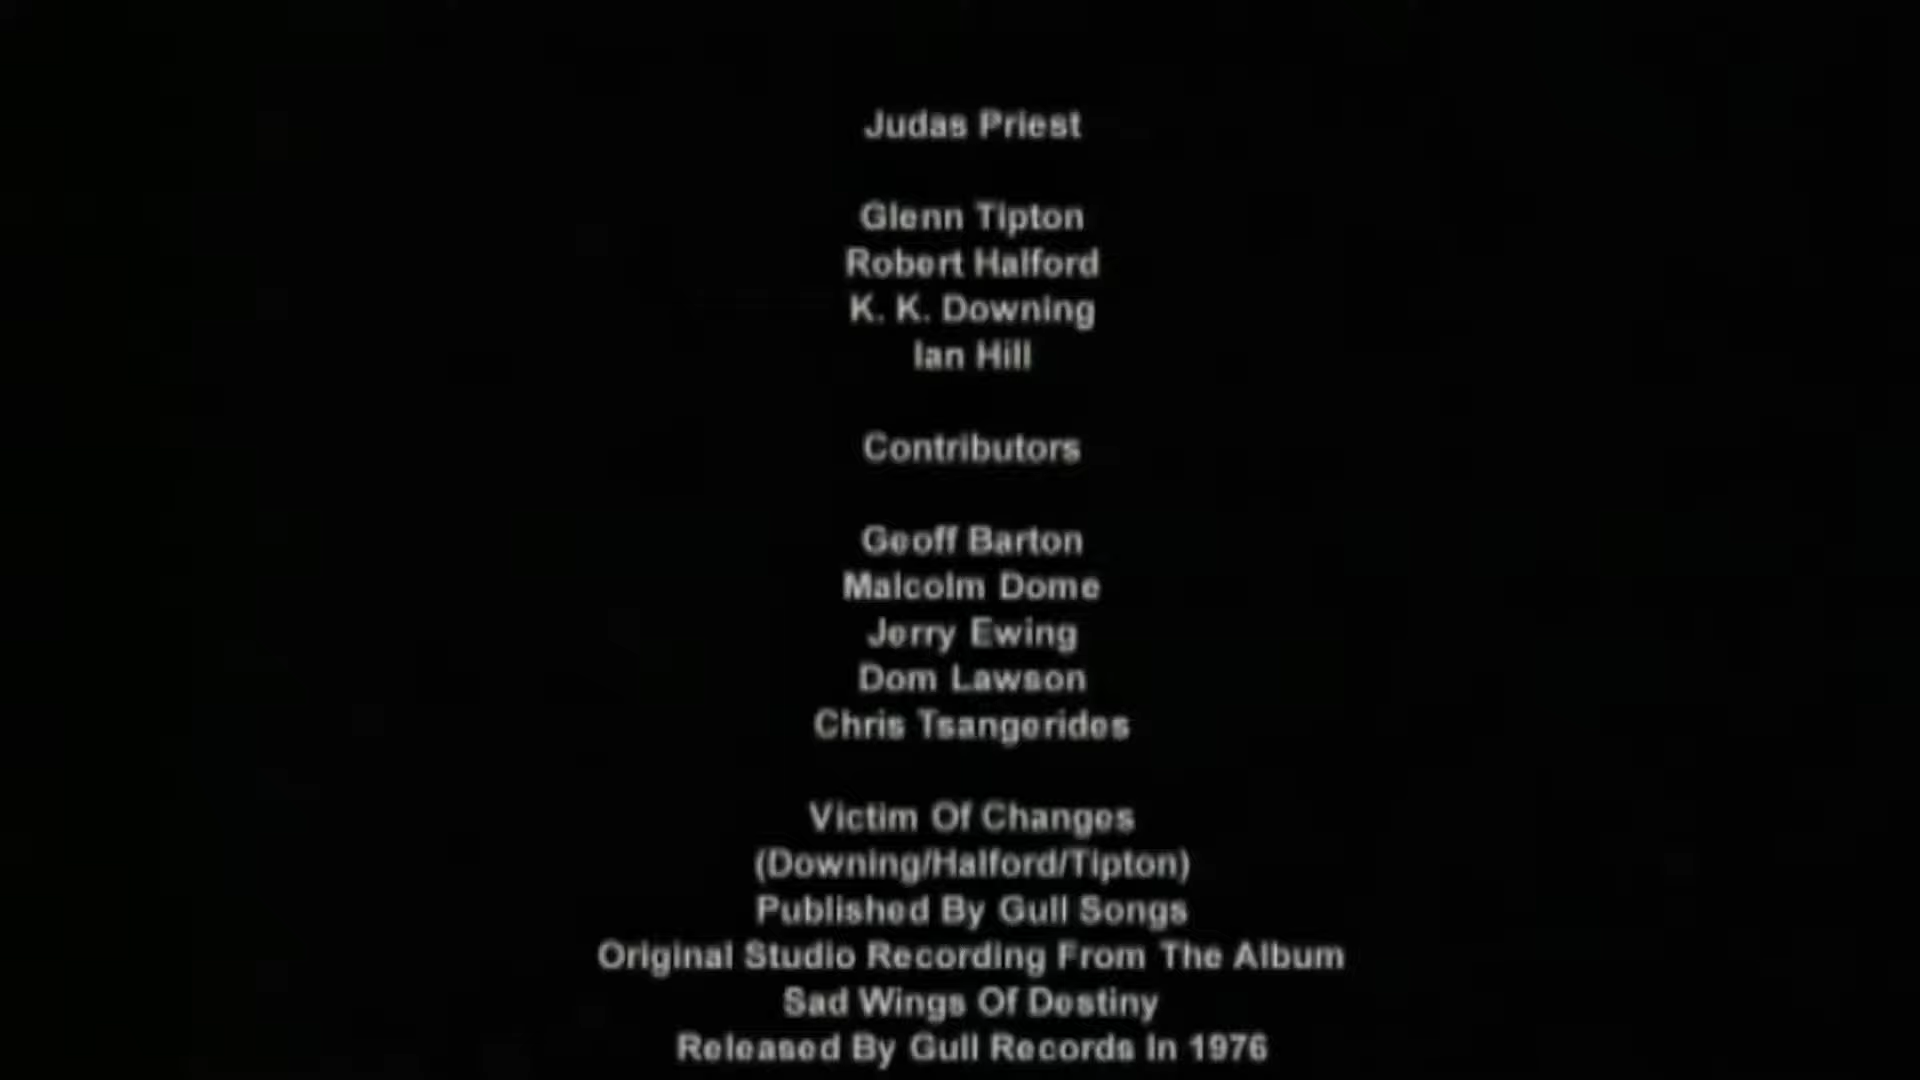 Judas Priest
Glenn Tipton
Robert Halford
K. K. Downing
Ian Hill
Contributors
Geoff Barton
Malcolm Dome
Jerry Ewing
Dom Lawson
Chris Tsangerides
Victim Of Changes
(Downing/Halford/Tipton)
Published By Gull Songs
Original Studio Recording From The Album
Sad Wings Of Destiny
Released By Gull Records In 1976